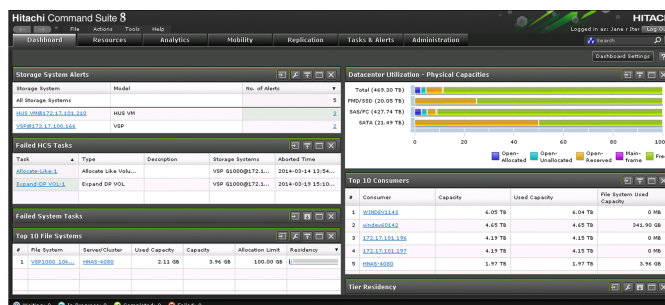 Hitachi Command Suite 8
HITACHI
File Actions Tools Help
Logged in as: Log Out
Dashboard Resources Analytics Mobility Replication Tasks & Alerts Administration
Search
Dashboard Settings
Storage System Alerts
Storage System Model No. of Alerts
All Storage Systems 5
HUS VM@172.17.101.210 HUS VM 3
VSP@172.17.100.166 VSP 2
Failed HCS Tasks
Task Type Description Storage Systems Aborted Time
Allocate-Like-1 Allocate Like Volu... VSP G1000@172.1... 2014-03-14 13:54...
Expand-DP VOL-1 Expand DP VOL VSP G1000@172.1... 2014-03-19 15:10...
Failed System Tasks
Top 10 File Systems
# File System Server/Cluster Used Capacity Capacity Allocation Limit Residency
1 VSP1000_10k... HNAS-4080 2.11 GB 3.96 GB 100.00 GB
Datacenter Utilization - Physical Capacities
Total (469.30 TB)
FMD/SSD (20.05 TB)
SAS/FC (427.74 TB)
SATA (21.49 TB)
0 20 40 60 80 100
Open-Allocated Open-Unallocated Open-Reserved Main-frame Free
Top 10 Consumers
# Consumer Capacity Used Capacity File System Used Capacity
1 WINDEV1143 6.05 TB 6.04 TB 0 MB
2 windev60142 4.65 TB 4.65 TB 341.90 GB
3 172.17.101.196 4.19 TB 4.15 TB 0 MB
4 172.17.101.197 4.19 TB 4.15 TB 0 MB
5 HNAS-4080 1.97 TB 1.97 TB 3.96 GB
Tier Residency